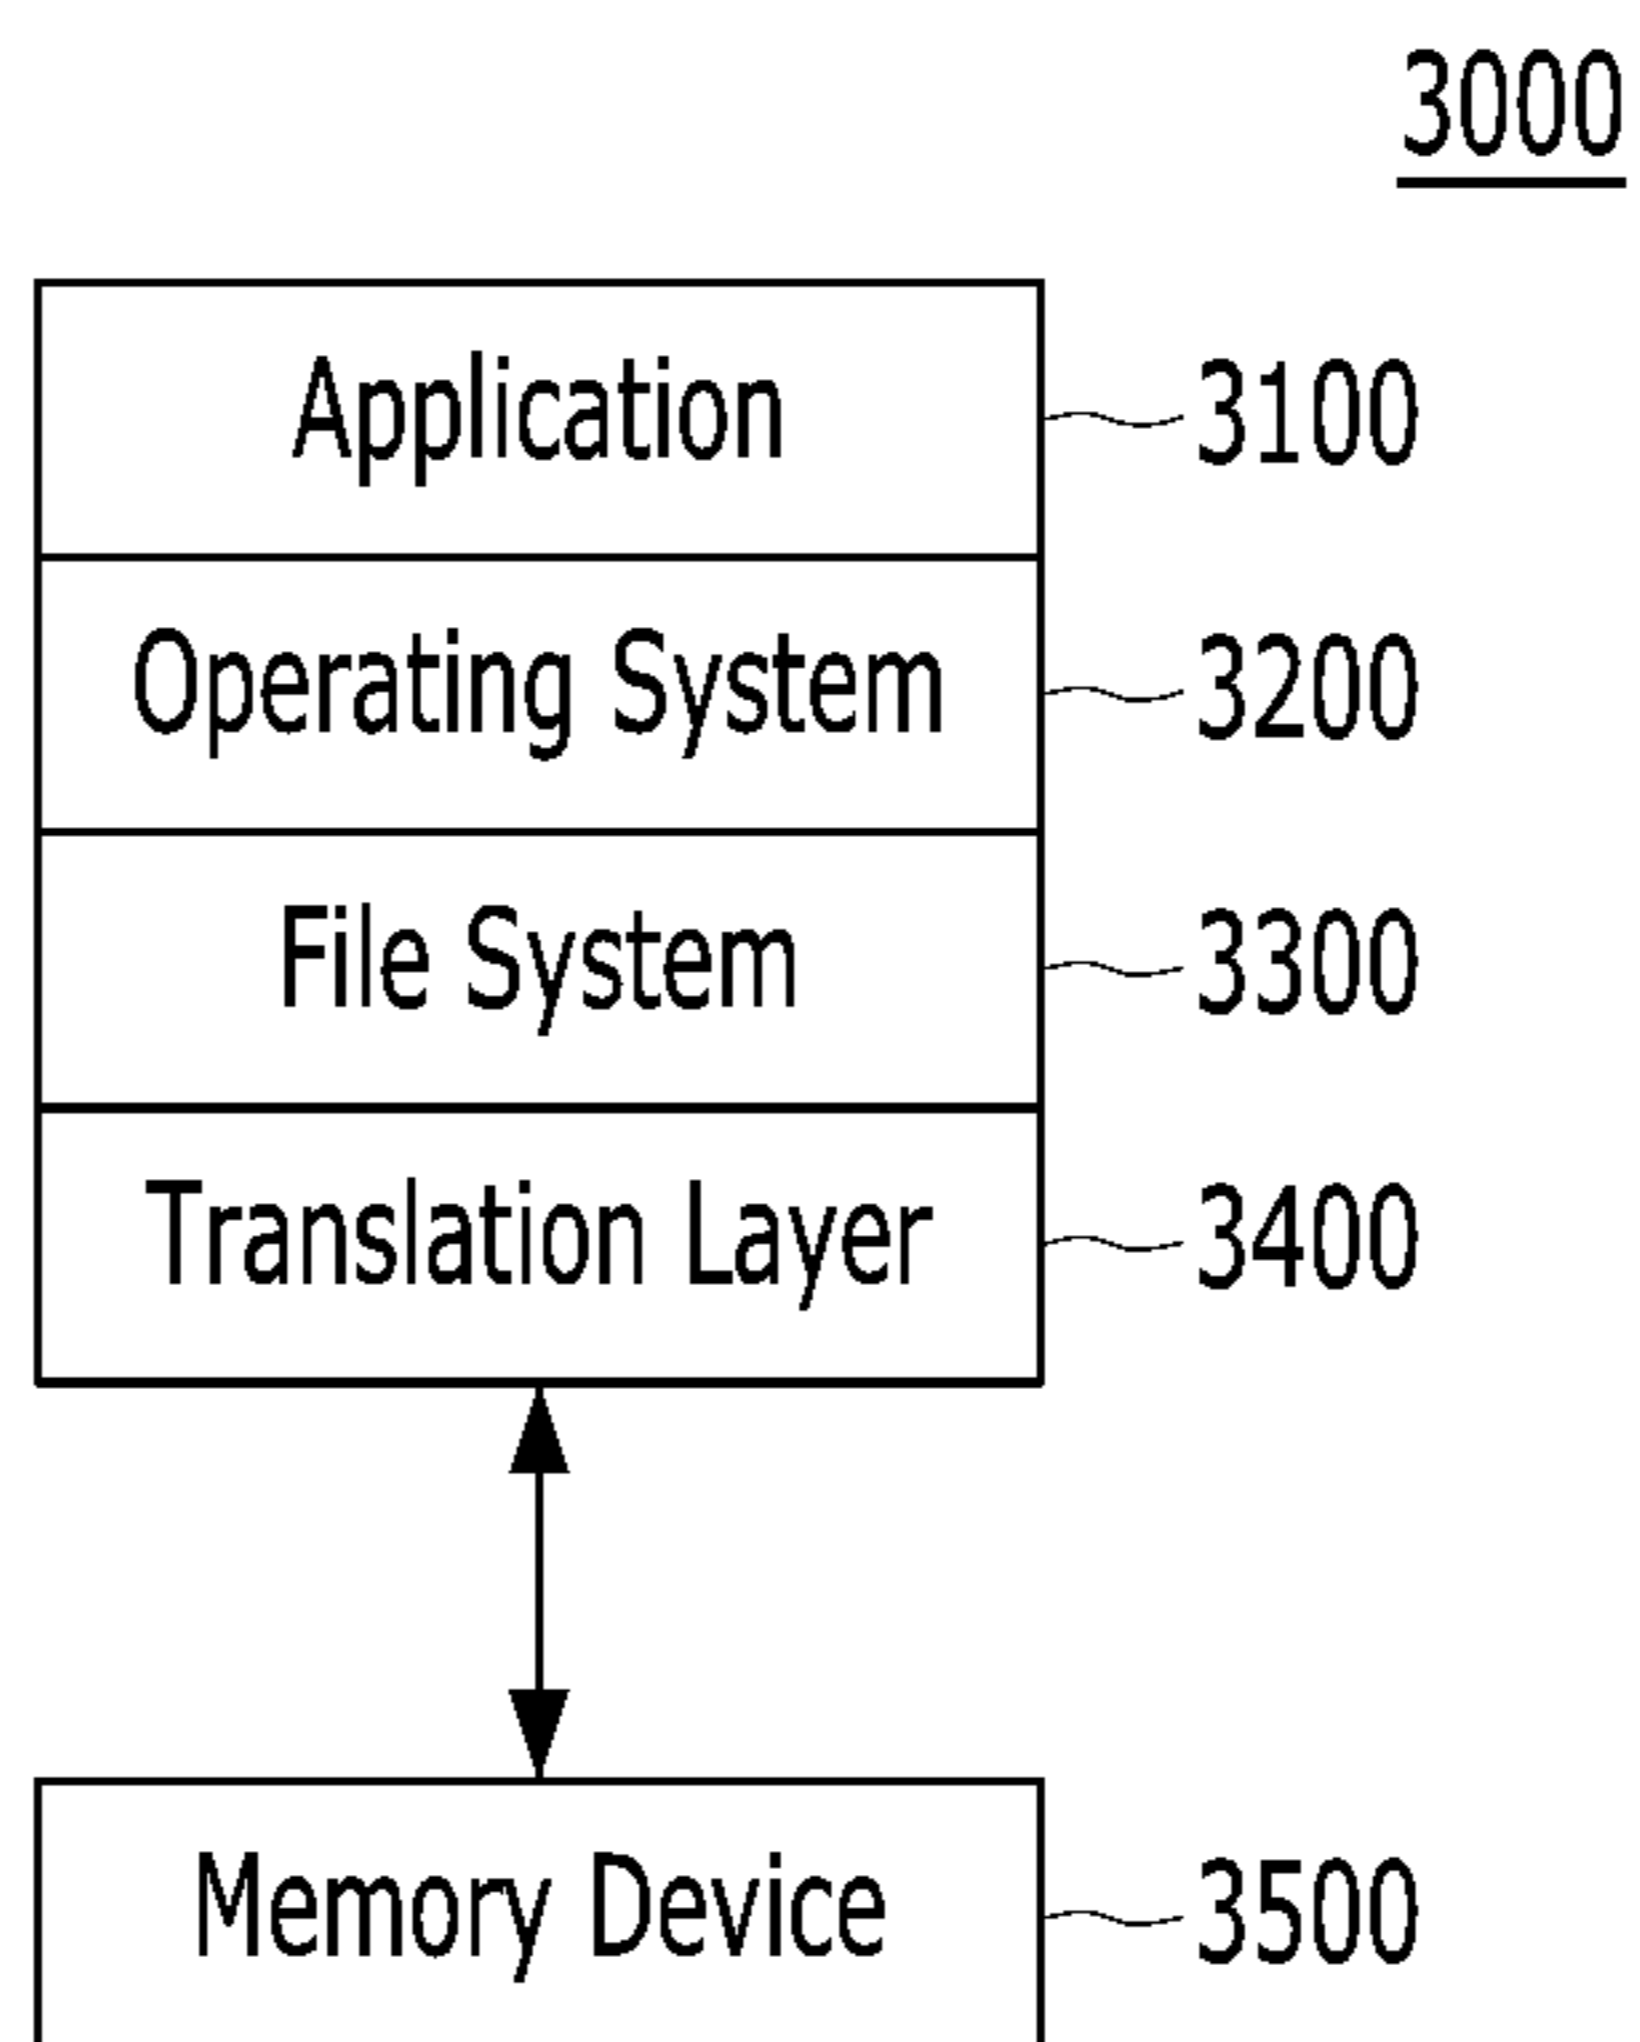 3000
Application 3100
Operating System 3200
File System 3300
Translation Layer 3400
Memory Device 3500